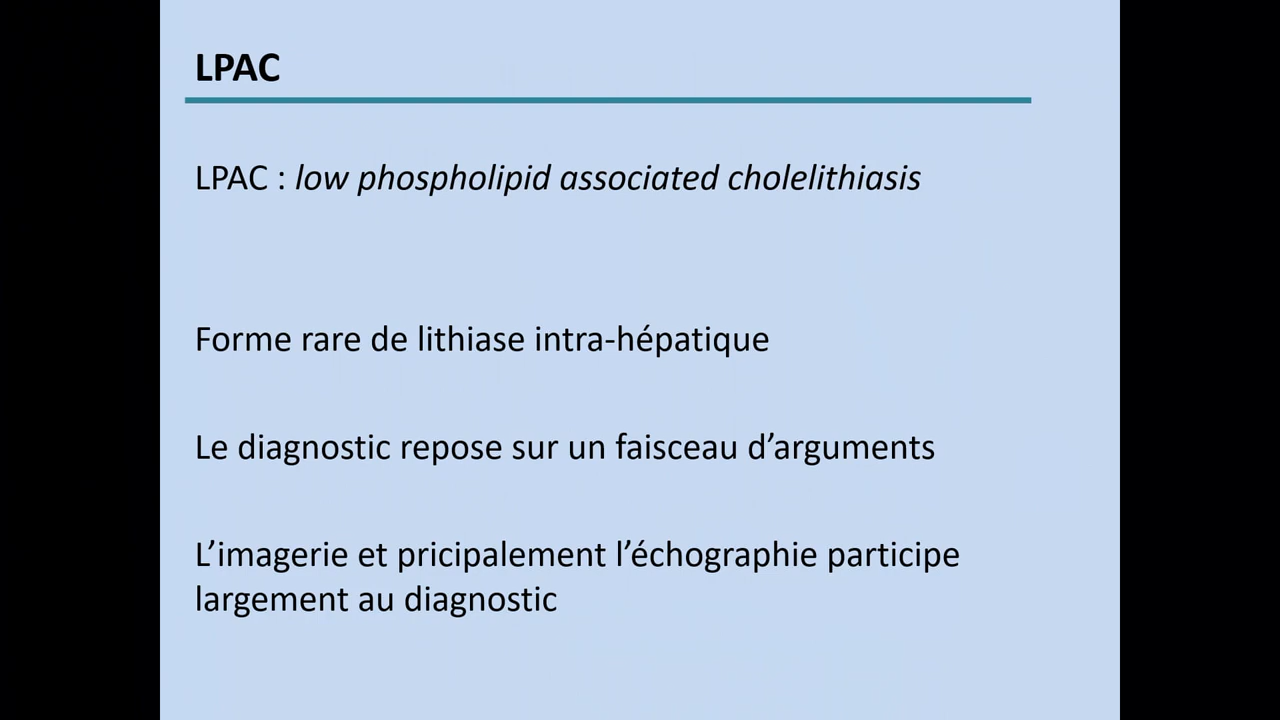 LPAC
LPAC : low phospholipid associated cholelithiasis
Forme rare de lithiase intra-hépatique
Le diagnostic repose sur un faisceau d’arguments
L’imagerie et pricipalement l’échographie participe
largement au diagnostic